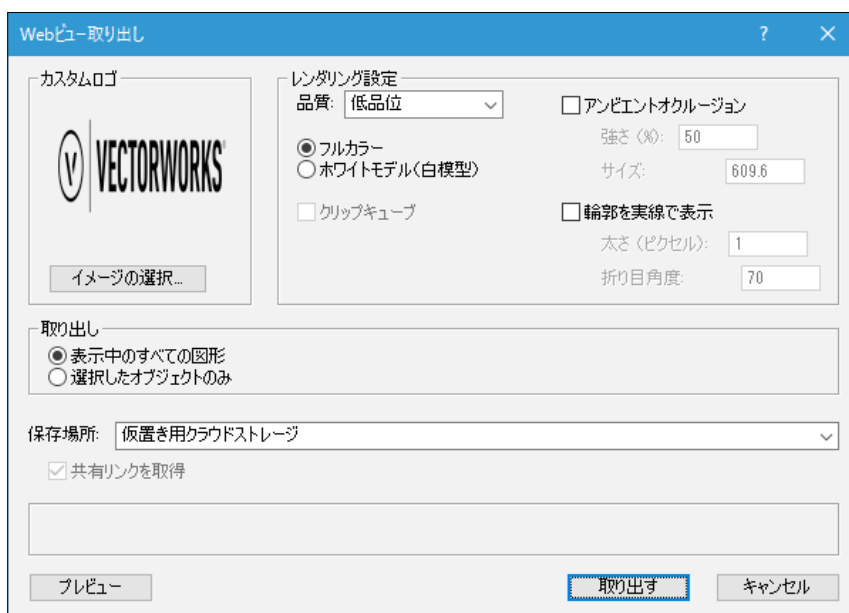 Webビュー取り出し
カスタムロゴ
V VECTORWORKS
イメージの選択...
レンダリング設定
品質: 低品位
フルカラー
ホワイトモデル(白模型)
クリップキューブ
アンビエントオクルージョン
強さ (%): 50
サイズ: 609.6
輪郭を実線で表示
太さ (ピクセル): 1
折り目角度: 70
取り出し
表示中のすべての図形
選択したオブジェクトのみ
保存場所: 仮置き用クラウドストレージ
共有リンクを取得
プレビュー 取り出す キャンセル